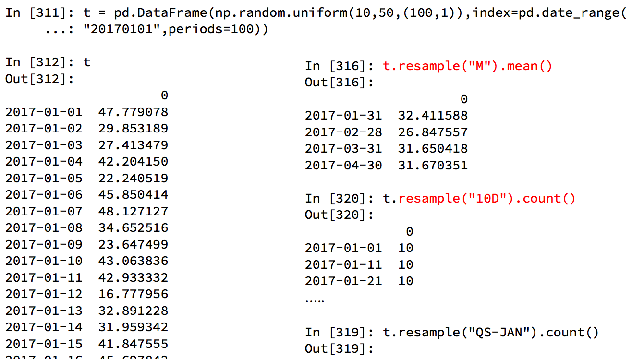 In [311]: t = pd.DataFrame(np.random.uniform(10,50,(100,1)),index=pd.date_range(
...: "20170101",periods=100))
In [312]: t
Out[312]:
0
2017-01-01 47.779078
2017-01-02 29.853189
2017-01-03 27.413479
2017-01-04 42.204150
2017-01-05 22.240519
2017-01-06 45.850414
2017-01-07 48.127127
2017-01-08 34.652516
2017-01-09 23.647499
2017-01-10 43.063836
2017-01-11 42.933332
2017-01-12 16.777956
2017-01-13 32.891228
2017-01-14 31.959342
2017-01-15 41.847555
In [316]: t.resample("M").mean()
Out[316]:
0
2017-01-31 32.411588
2017-02-28 26.847557
2017-03-31 31.650418
2017-04-30 31.670351
In [320]: t.resample("10D").count()
Out[320]:
0
2017-01-01 10
2017-01-11 10
2017-01-21 10
.....
In [319]: t.resample("QS-JAN").count()
Out[319]: